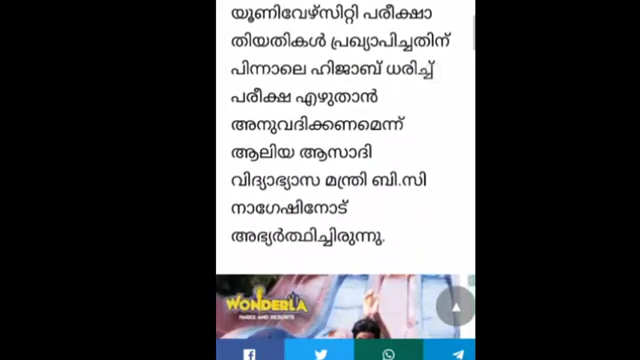 യൂണിവേഴ്സിറ്റി പരീക്ഷാ
തിയതികൾ പ്രഖ്യാപിച്ചതിന്
പിന്നാലെ ഹിജാബ് ധരിച്ച്
പരീക്ഷ എഴുതാൻ
അനുവദിക്കണമെന്ന്
ആലിയ ആസാദി
വിദ്യാഭ്യാസ മന്ത്രി ബി.സി
നാഗേഷിനോട്
അഭ്യർത്ഥിച്ചിരുന്നു.
WONDERLA
PARKS AND RESORTS